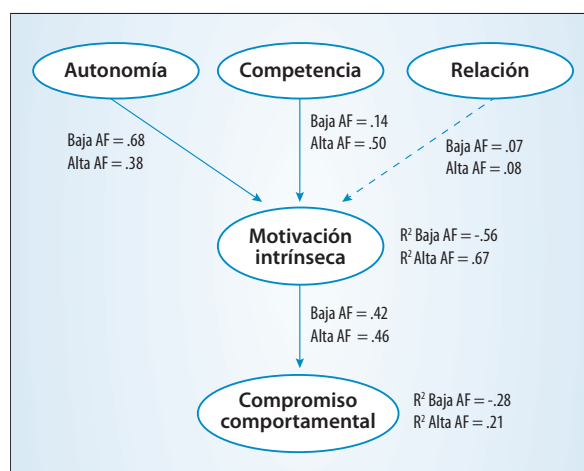 Autonomía
Competencia
Relación
Baja AF = .68
Alta AF = .38
Baja AF = .14
Alta AF = .50
Baja AF = .07
Alta AF = .08
Motivación
intrínseca
R² Baja AF = -.56
R² Alta AF = .67
Baja AF = .42
Alta AF = .46
Compromiso
comportamental
R² Baja AF = -.28
R² Alta AF = .21